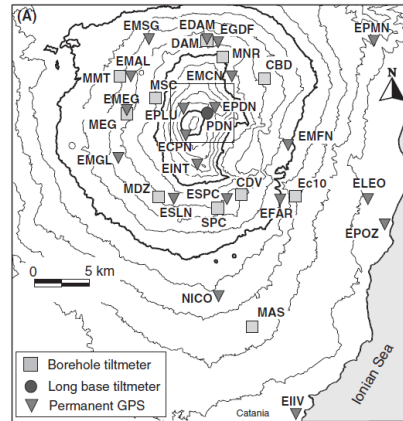 (A)
EMSG
EDAM
EGDF
EPMN
DAM
MNR
EMAL
EMCN
CBD
MMT
MSC
N
EMEG
EPDN
MEG
EPLU
PDN
EMFN
ECPN
EMGL
EINT
MDZ
ESPC
CDV
Ec10
ELEO
ESLN
SPC
EFAR
EPOZ
0 5 km
NICO
MAS
Borehole tiltmeter
Long base tiltmeter
Permanent GPS
Ionian Sea
EIIV
Catania